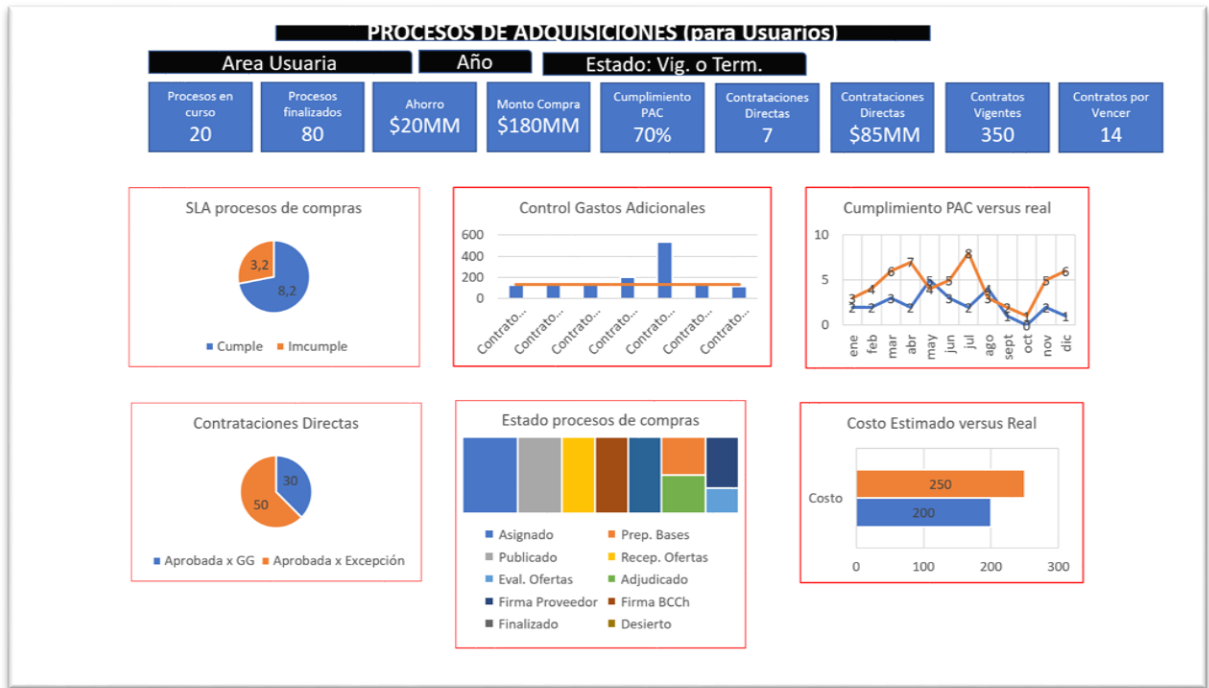 PROCESOS DE ADQUISICIONES (para Usuarios)
Area Usuaria
Año
Estado: Vig. o Term.
Procesos en
curso
20
Procesos
finalizados
80
Ahorro
$20MM
Monto Compra
$180MM
Cumplimiento
PAC
70%
Contrataciones
Directas
7
Contrataciones
Directas
$85MM
Contratos
Vigentes
350
Contratos por
Vencer
14
SLA procesos de compras
3,2
8,2
Cumple Imcumple
Control Gastos Adicionales
600
400
200
0
Contrato...
Contrato...
Contrato...
Contrato...
Contrato...
Contrato...
Contrato...
Cumplimiento PAC versus real
10
5
0
3 4 6 7 4 5 8 3 2 1 5 6
2 2 3 2 5 3 2 4 1 0 2 1
ene
feb
mar
abr
may
jun
jul
ago
sept
oct
nov
dic
Contrataciones Directas
30
50
Aprobada x GG Aprobada x Excepción
Estado procesos de compras
Asignado Prep. Bases
Publicado Recep. Ofertas
Eval. Ofertas Adjudicado
Firma Proveedor Firma BCCh
Finalizado Desierto
Costo Estimado versus Real
Costo
250
200
0 100 200 300